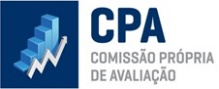 CPA
COMISSÃO PRÓPRIA
DE AVALIAÇÃO